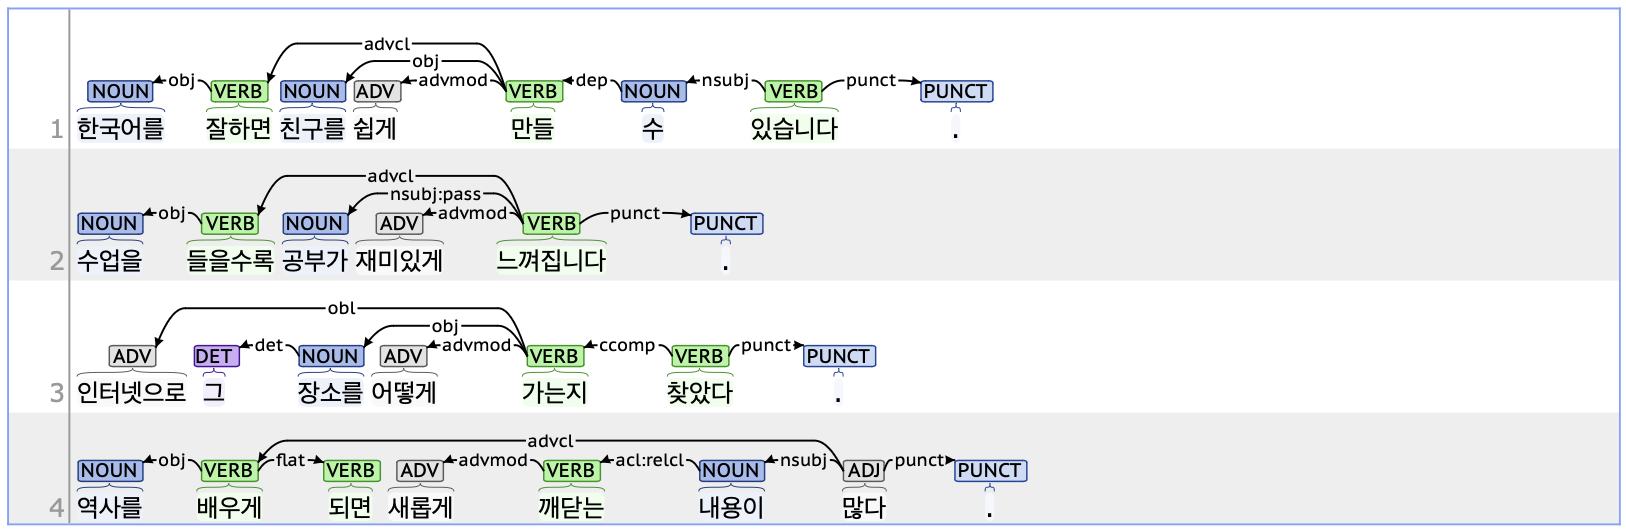 advcl
obj
obj advmod dep nsubj punct
NOUN VERB NOUN ADV VERB NOUN VERB PUNCT
1 한국어를 잘하면 친구를 쉽게 만들 수 있습니다 .
advcl
nsubj:pass
obj advmod punct
NOUN VERB NOUN ADV VERB PUNCT
2 수업을 들을수록 공부가 재미있게 느껴집니다 .
obl
obj
det advmod ccomp punct
ADV DET NOUN ADV VERB VERB PUNCT
3 인터넷으로 그 장소를 어떻게 가는지 찾았다 .
advcl
obj flat advmod acl:relcl nsubj punct
NOUN VERB VERB ADV VERB NOUN ADJ PUNCT
4 역사를 배우게 되면 새롭게 깨닫는 내용이 많다 .